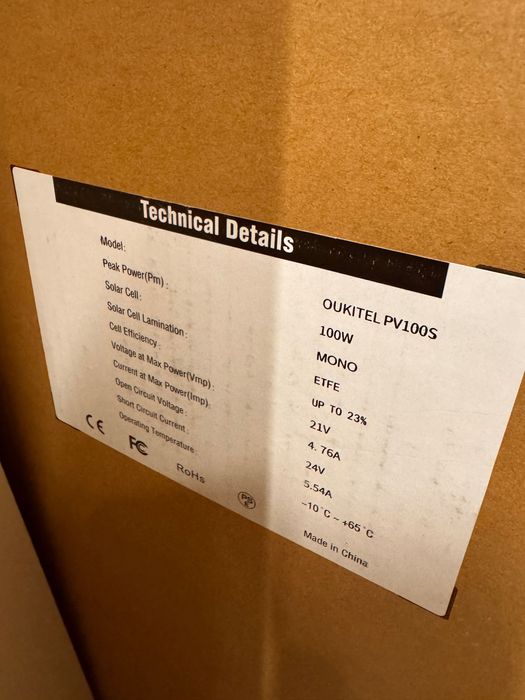 Technical Details
Model: OUKITEL PV100S
Peak Power(Pm) : 100W
Solar Cell: MONO
Solar Cell Lamination: ETFE
Cell Efficiency: UP TO 23%
Voltage at Max Power(Vmp): 21V
Current at Max Power(Imp): 4.76A
Open Circuit Voltage: 24V
Short Circuit Current: 5.54A
Operating Temperature: -10°C - +65°C
CE FC RoHS PS E
Made in China